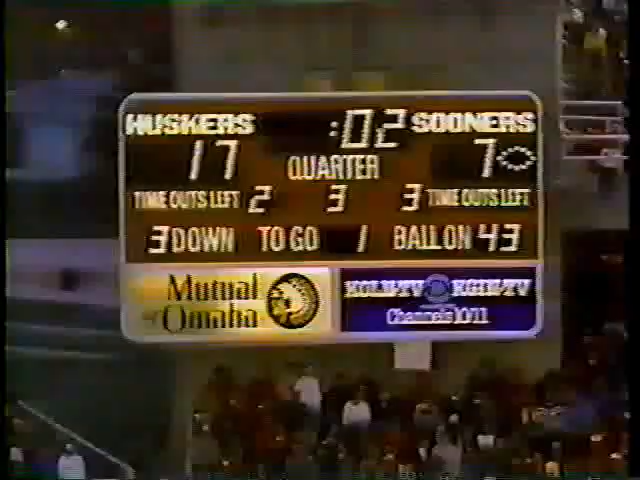 HUSKERS :02 SOONERS
17 QUARTER 7
TIME OUTS LEFT 2 3 3 TIME OUTS LEFT
3 DOWN TO GO 1 BALL ON 43
Mutual of Omaha
KOLN-TV KGIN-TV
Channels 10/11